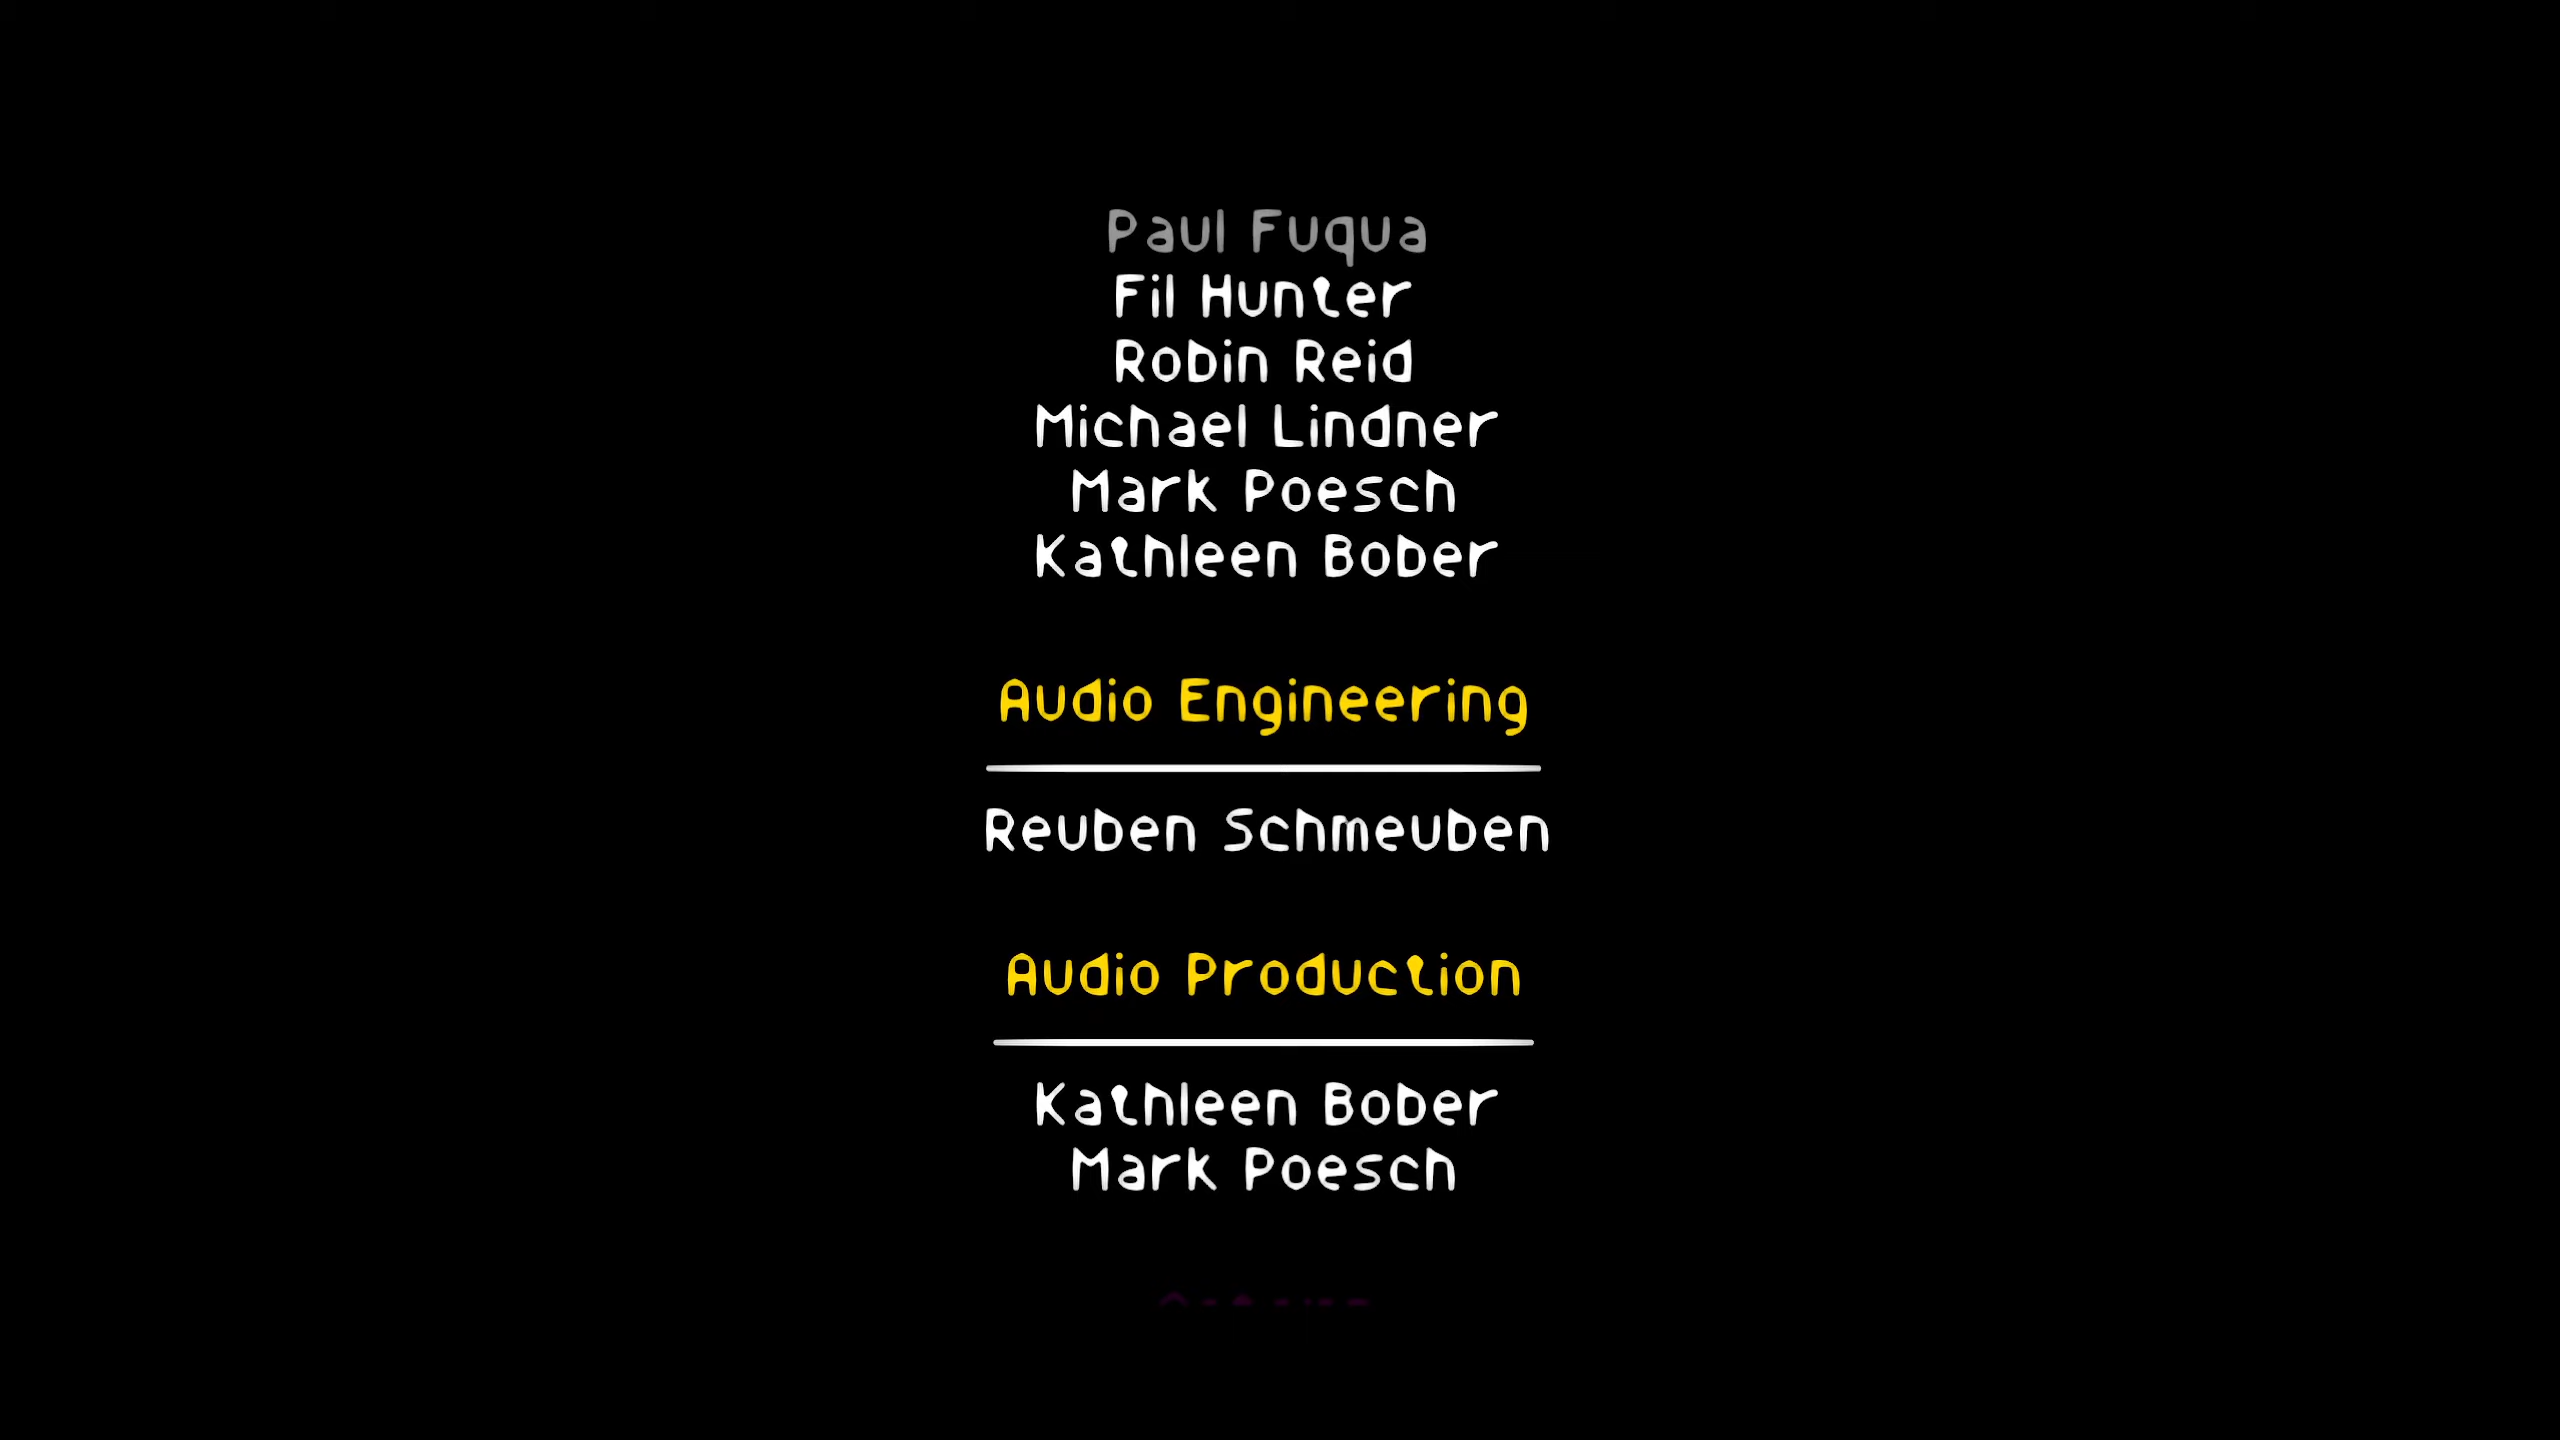 Paul Fuqua
Fil Hunter
Robin Reid
Michael Lindner
Mark Poesch
Kathleen Bober
Audio Engineering
Reuben Schmeuben
Audio Production
Kathleen Bober
Mark Poesch